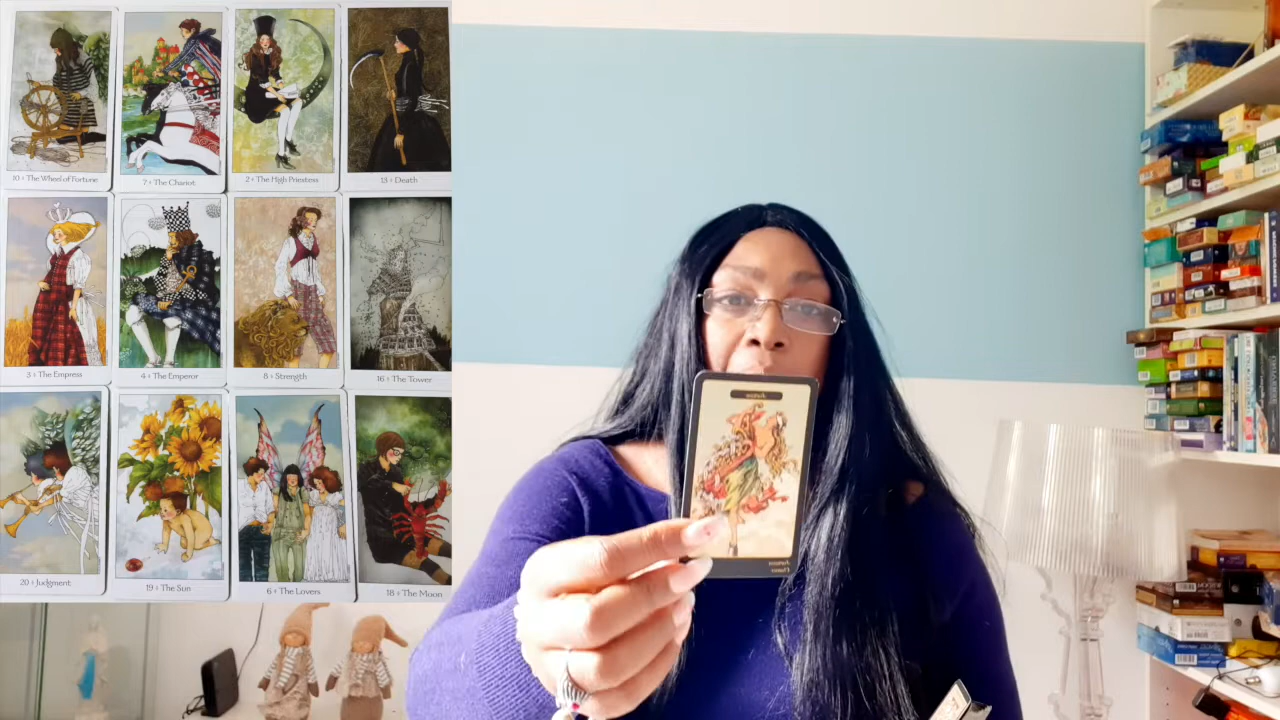 10 ♀ The Wheel of Fortune
7 ♀ The Chariot
2 ♀ The High Priestess
13 ♀ Death
3 ♀ The Empress
4 ♀ The Emperor
8 ♀ Strength
16 ♀ The Tower
20 ♀ Judgment
19 ♀ The Sun
6 ♀ The Lovers
18 ♀ The Moon